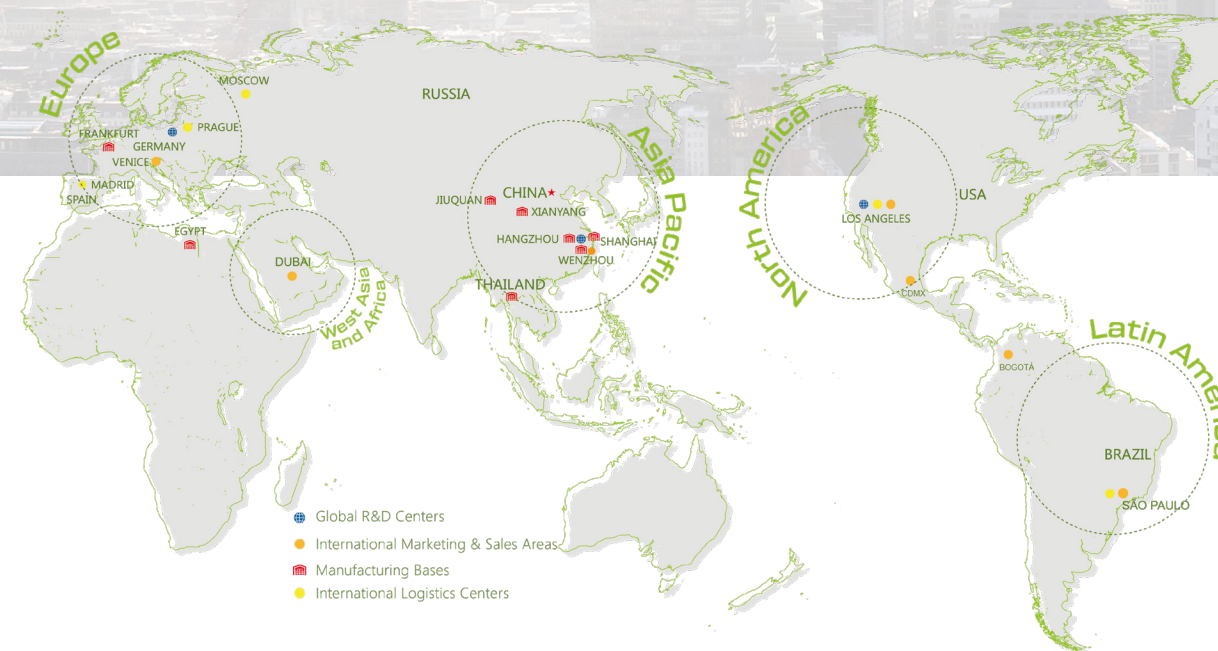 Europe
MOSCOW
RUSSIA
FRANKFURT
PRAGUE
GERMANY
VENICE
MADRID
SPAIN
EGYPT
DUBAI
West Asia
and Africa
Asia Pacific
CHINA
JIUQUAN
XIANYANG
HANGZHOU
SHANGHAI
WENZHOU
THAILAND
North America
USA
LOS ANGELES
CDMX
Latin America
BOGOTÁ
BRAZIL
SÃO PAULO
Global R&D Centers
International Marketing & Sales Areas
Manufacturing Bases
International Logistics Centers